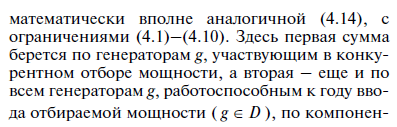 математически вполне аналогичной (4.14), с
ограничениями (4.1)−(4.10). Здесь первая сумма
берется по генераторам g, участвующим в конку-
рентном отборе мощности, а вторая – еще и по
всем генераторам g, работоспособным к году вво-
да отбираемой мощности ( g ∈ D ), по компонен-